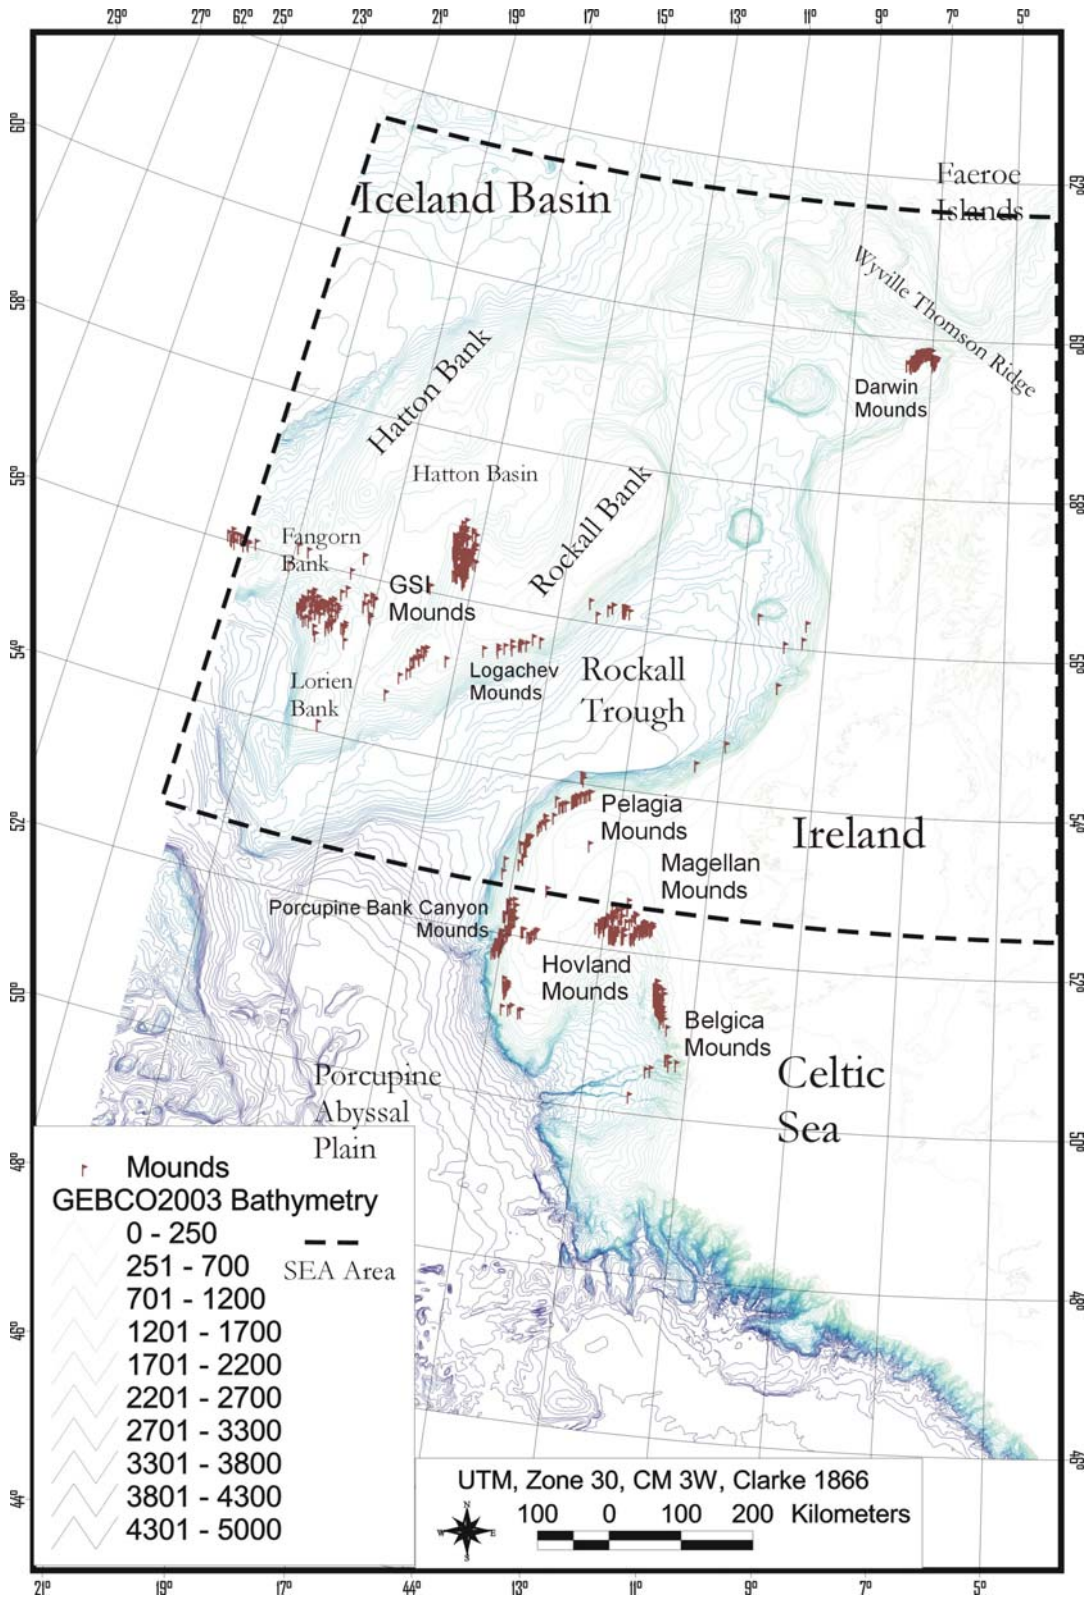 29° 27° 62° 25° 23° 21° 19° 17° 15° 13° 11° 9° 7° 5°
60°
Faeroe
Islands
62°
Iceland Basin
Wyville Thomson Ridge
58°
60°
Hatton Bank
Darwin
Mounds
56°
Hatton Basin
Rockall Bank
58°
Fangorn
Bank
GSI
Mounds
54°
Logachev
Mounds
Rockall
Trough
56°
Lorien
Bank
52°
Pelagia
Mounds
Ireland
54°
Magellan
Mounds
Porcupine Bank Canyon
Mounds
Hovland
Mounds
52°
50°
Belgica
Mounds
Porcupine
Abyssal
Plain
Celtic
Sea
50°
48°
Mounds
GEBCO2003 Bathymetry
0 - 250
251 - 700
SEA Area
701 - 1200
1201 - 1700
1701 - 2200
2201 - 2700
2701 - 3300
3301 - 3800
3801 - 4300
4301 - 5000
48°
46°
46°
44°
UTM, Zone 30, CM 3W, Clarke 1866
100 0 100 200 Kilometers
N
W E
S
21° 19° 17° 44° 13° 11° 9° 7° 5°